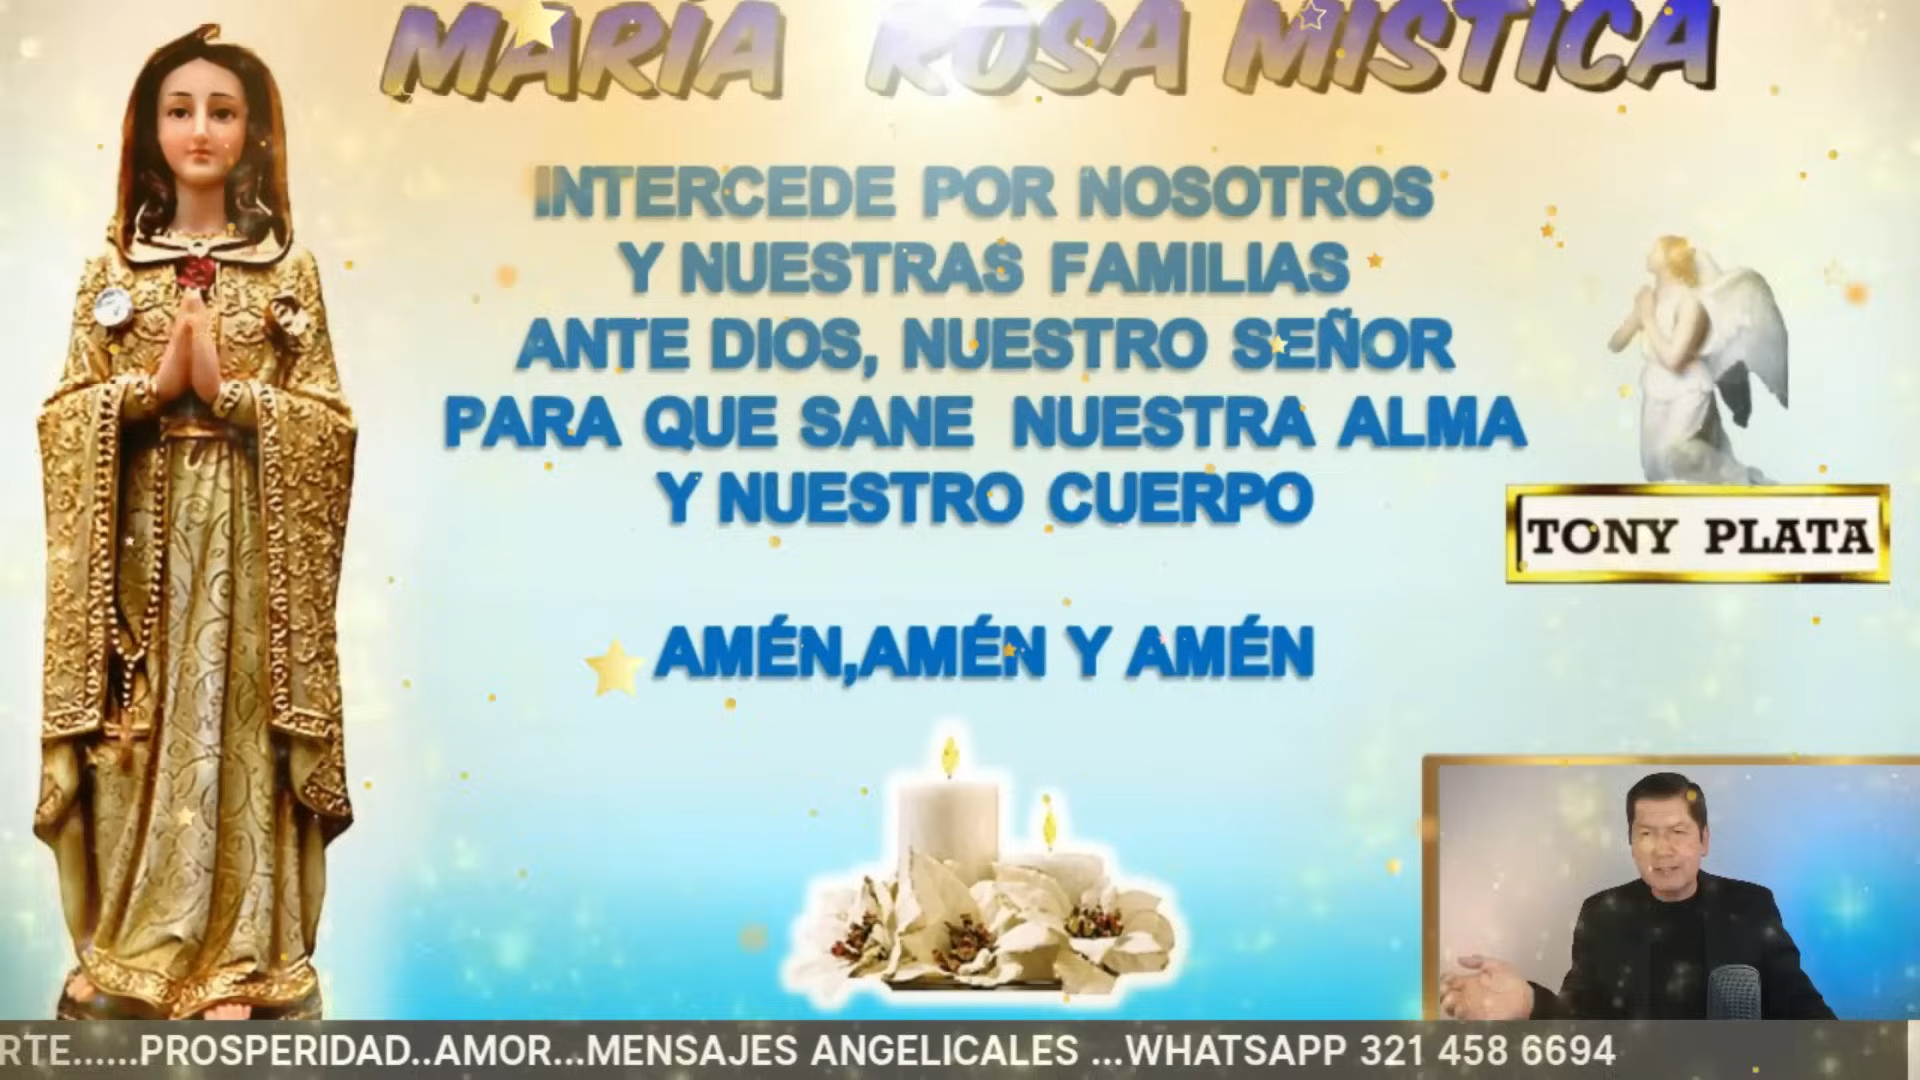 MARÍA ROSA MISTICA
INTERCEDE POR NOSOTROS
Y NUESTRAS FAMILIAS
ANTE DIOS, NUESTRO SEÑOR
PARA QUE SANE NUESTRA ALMA
Y NUESTRO CUERPO
TONY PLATA
AMÉN,AMÉN Y AMÉN
RTE......PROSPERIDAD..AMOR...MENSAJES ANGELICALES ...WHATSAPP 321 458 6694